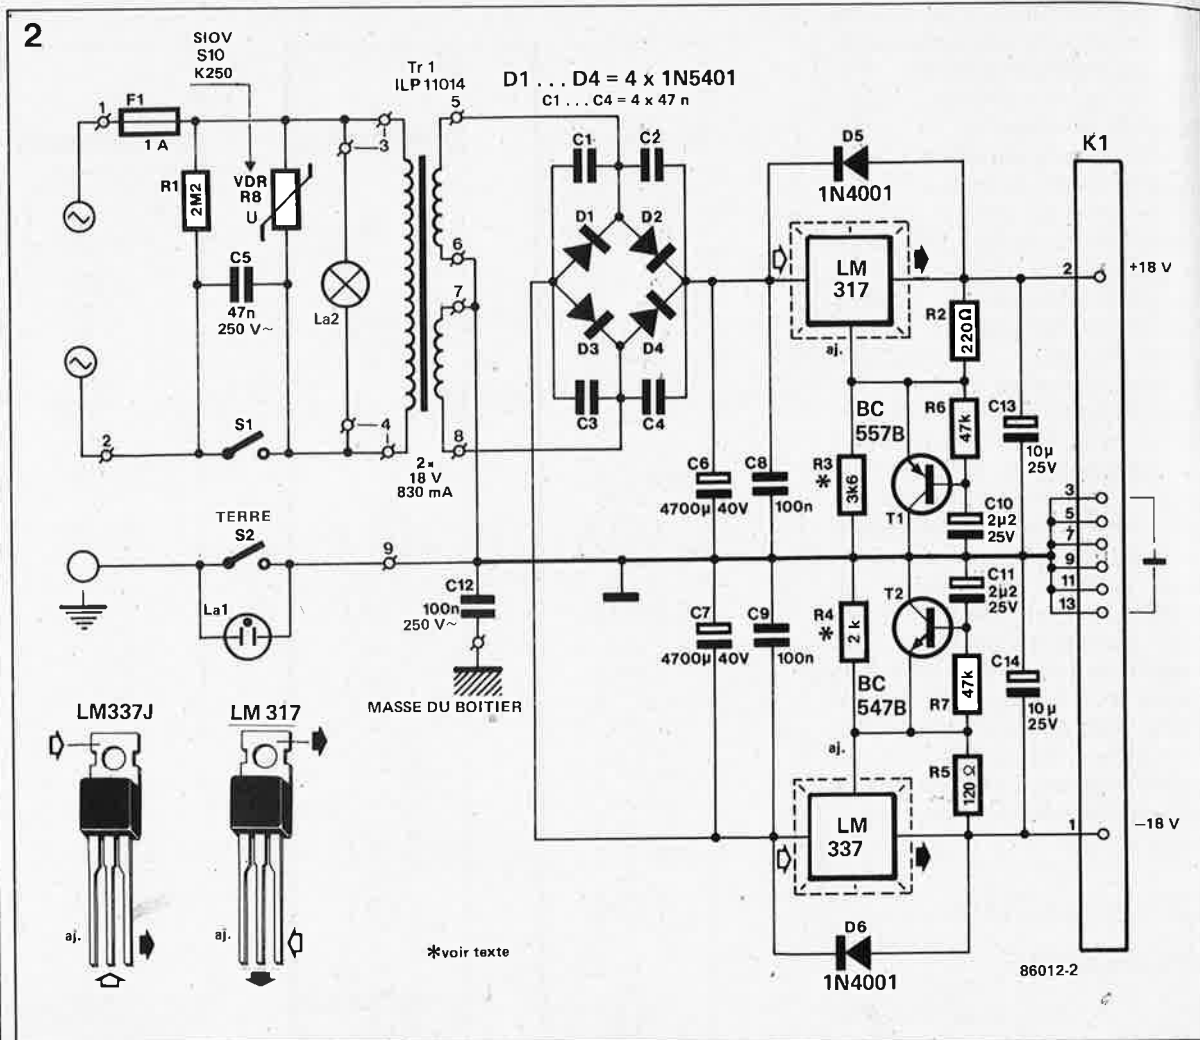 2
SIOV
S10
K250
Tr 1
ILP 11014
D1 ... D4 = 4 x 1N5401
C1 ... C4 = 4 x 47 n
1
F1
1 A
3
5
C1
C2
D5
1N4001
K1
R1
2M2
VDR
R8
U
D1
D2
6
7
LM
317
2
+18 V
C5
47n
250 V~
La2
D3
D4
aj.
R2
220Ω
C3
C4
BC
557B
R6
47k
C13
10µ
25V
2
S1
4
8
2 x
18 V
830 mA
C6
4700µ 40V
C8
100n
R3
*
3k6
T1
C10
2µ2
25V
3
5
7
9
11
13
TERRE
S2
9
La1
C12
100n
250 V~
C7
4700µ 40V
C9
100n
R4
*
2 k
T2
C11
2µ2
25V
MASSE DU BOITIER
BC
547B
R7
47k
C14
10µ
25V
LM337J
LM 317
aj.
R5
120 Ω
LM
337
1
−18 V
aj.
aj.
*voir texte
D6
1N4001
86012-2